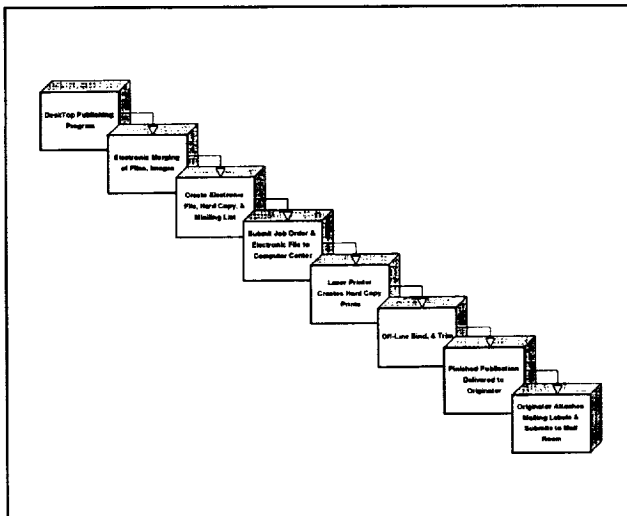 DeskTop Publishing
Program
Electronic Merging
of Files, Images
Create Electronic
File, Hard Copy, &
Mailing List
Submit Job Order &
Electronic File to
Computer Center
Laser Printer
Creates Hard Copy
Prints
Off-Line Bind, & Trim
Finished Publication
Delivered to
Originator
Originator Attaches
Mailing Labels &
Submits to Mail
Room